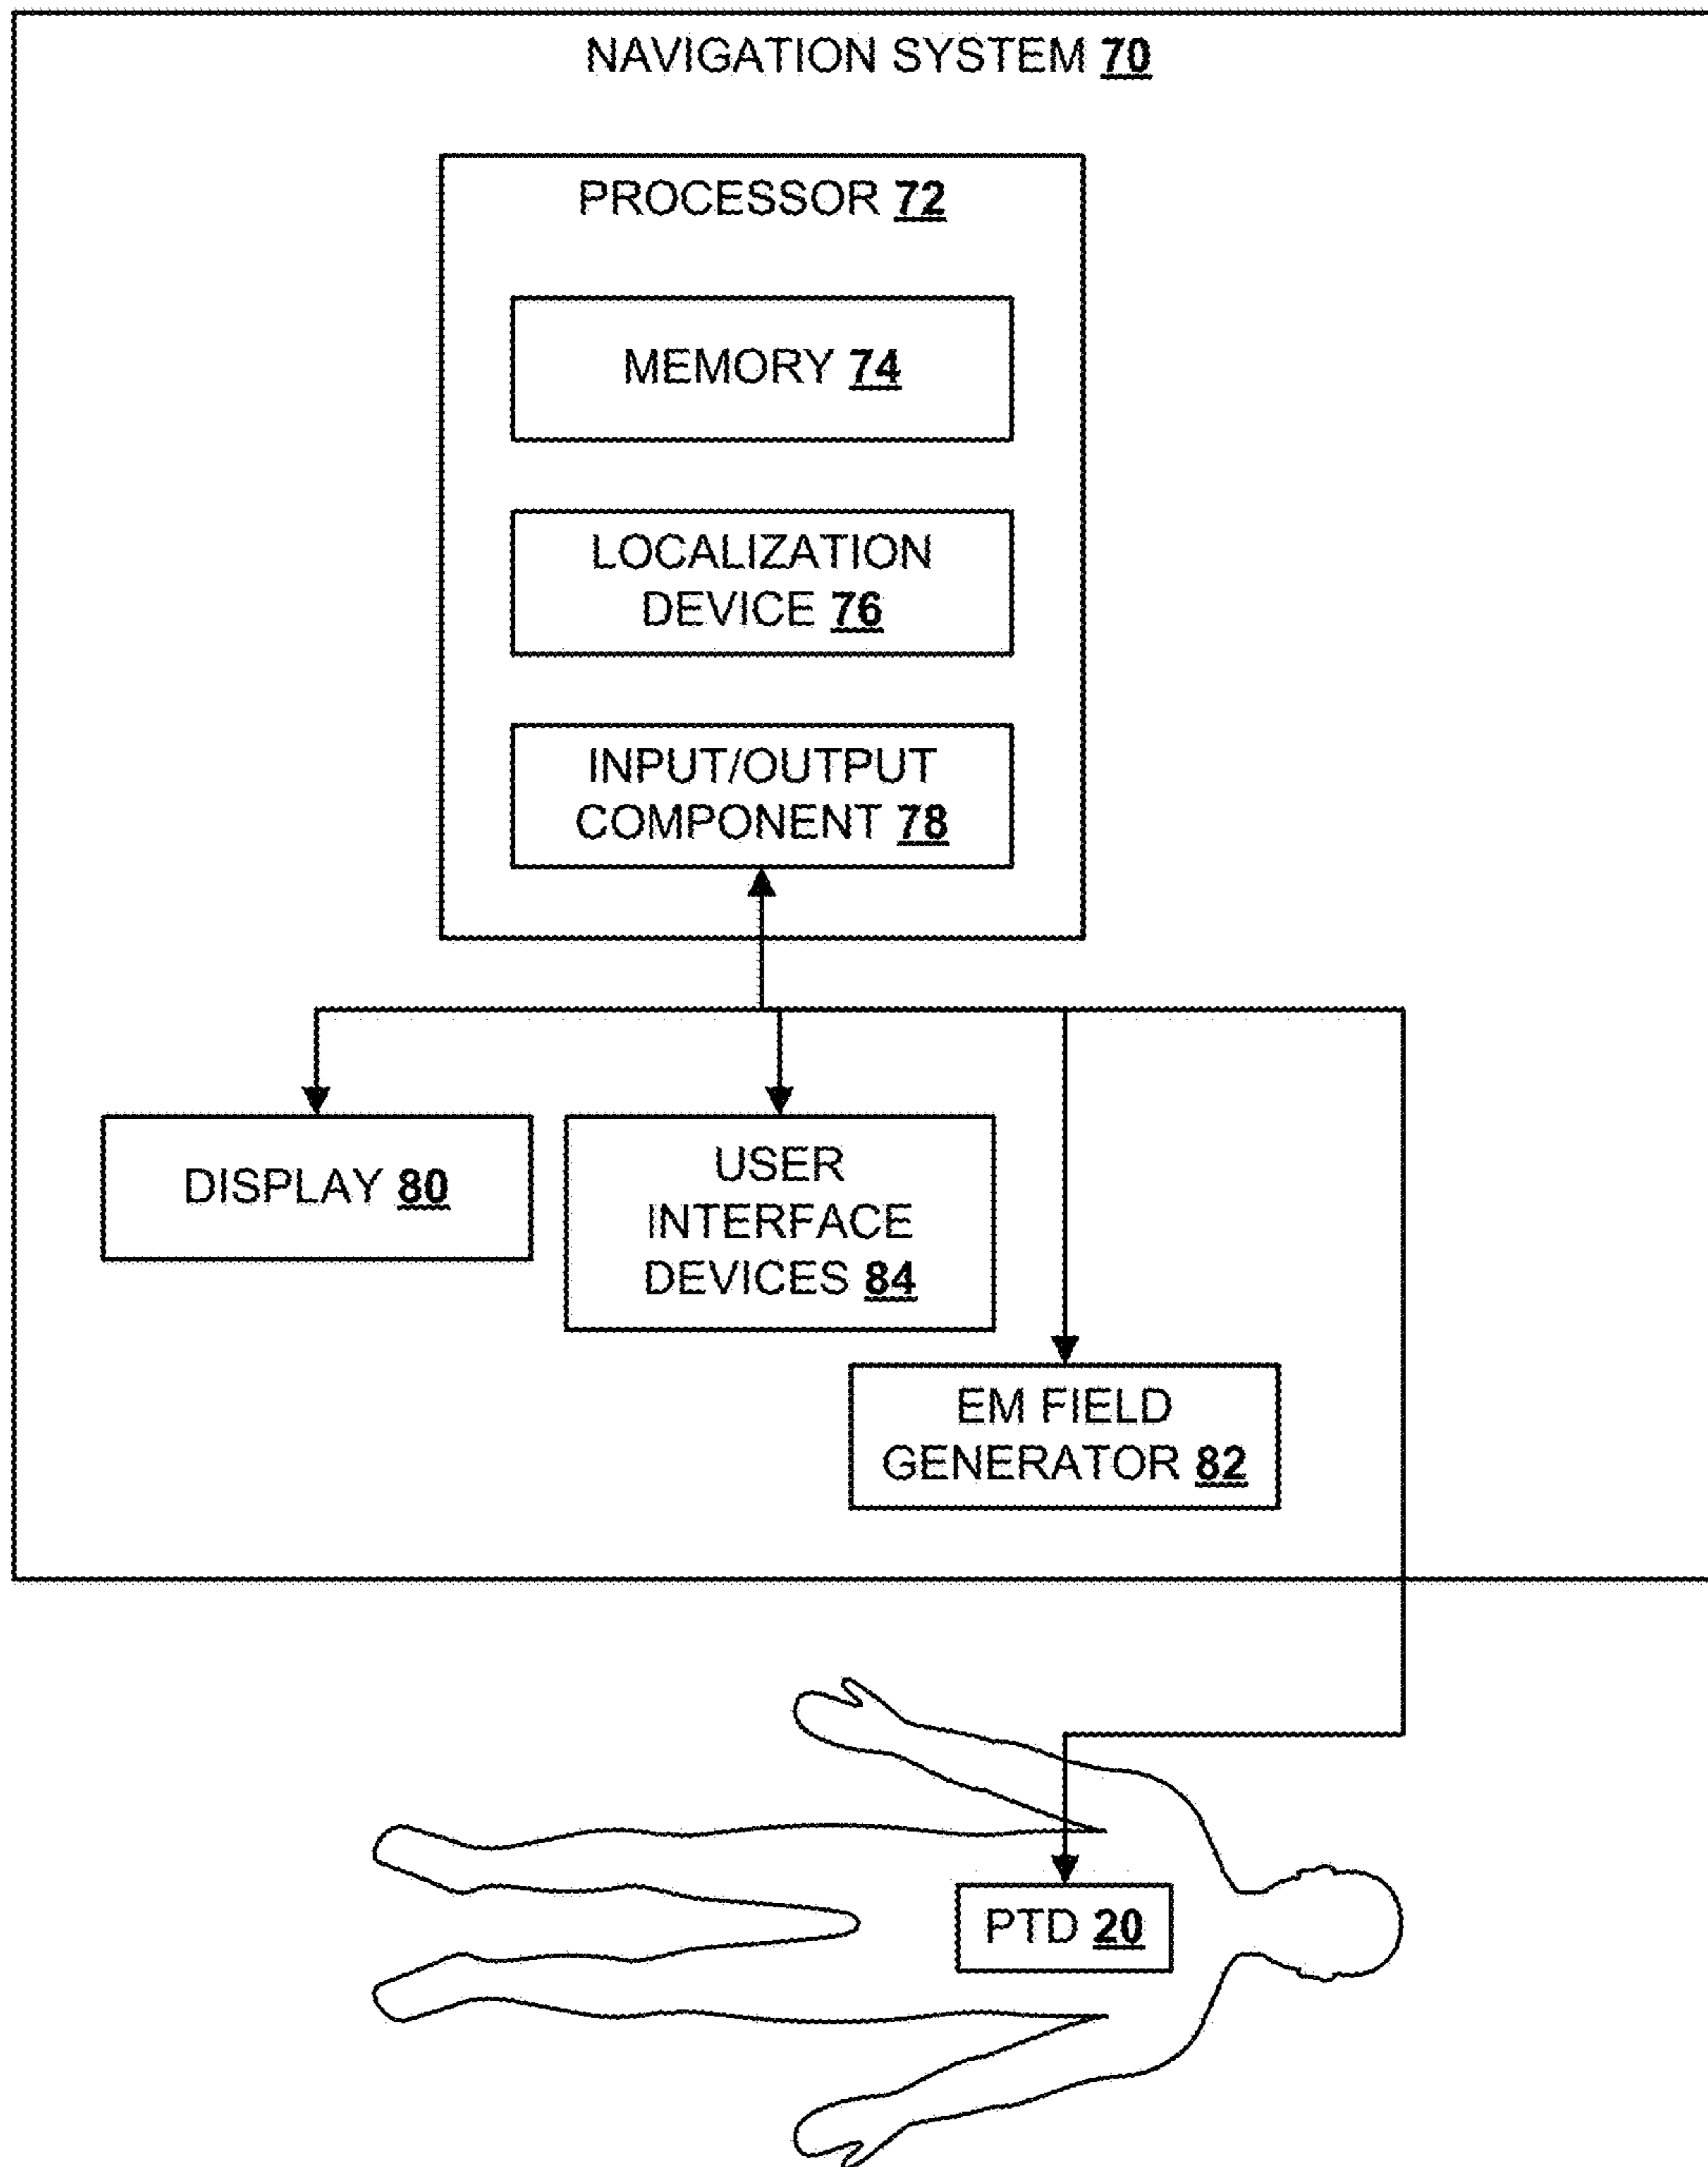 NAVIGATION SYSTEM 70
PROCESSOR 72
MEMORY 74
LOCALIZATION
DEVICE 76
INPUT/OUTPUT
COMPONENT 78
DISPLAY 80
USER
INTERFACE
DEVICES 84
EM FIELD
GENERATOR 82
PTD 20